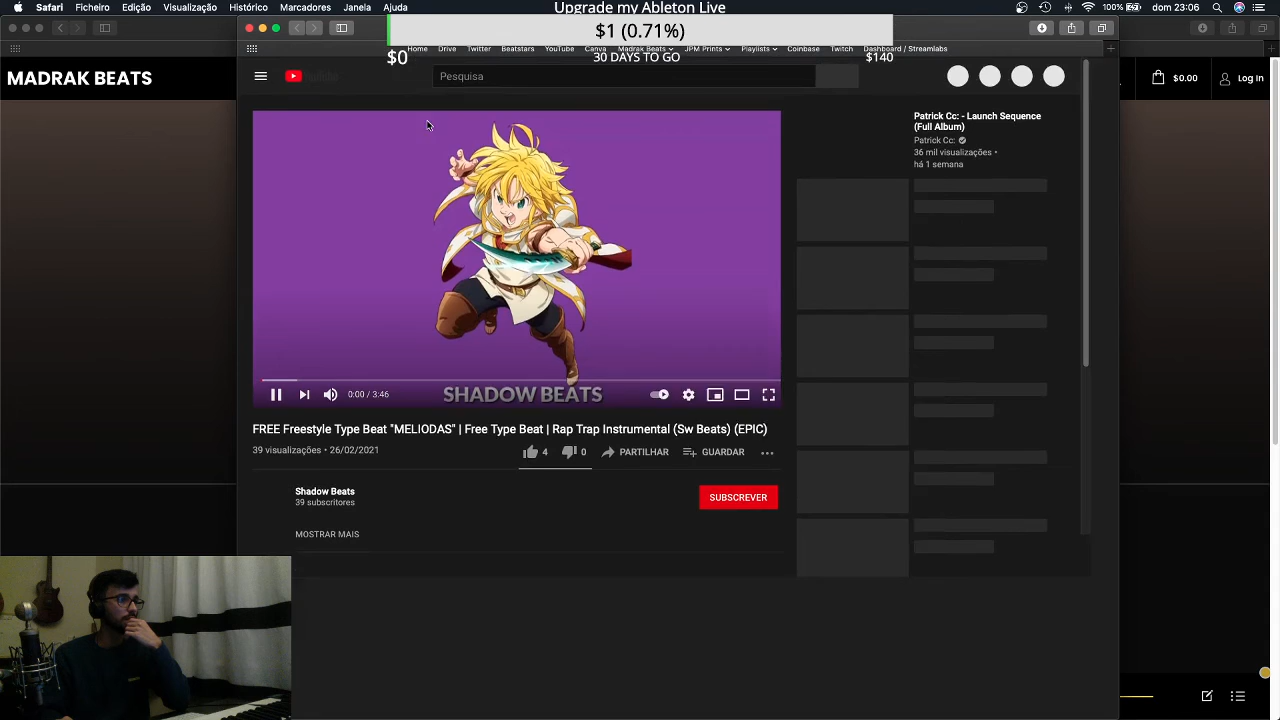 Upgrade my Ableton Live
Safari Ficheiro Edição Visualização Histórico Marcadores Janela Ajuda
100% dom 23:06
$1 (0.71%)
Home Drive Twitter Beatstars YouTube Canva Madrak Beats JPM Prints Playlists Coinbase Twitch Dashboard / Streamlabs
$0 30 DAYS TO GO $140
MADRAK BEATS
Pesquisa
$0.00 Log In
Patrick Cc: - Launch Sequence
(Full Album)
Patrick Cc:
36 mil visualizações •
há 1 semana
0:00 / 3:46
SHADOW BEATS
FREE Freestyle Type Beat "MELIODAS" | Free Type Beat | Rap Trap Instrumental (Sw Beats) (EPIC)
39 visualizações • 26/02/2021
4 0 PARTILHAR GUARDAR
Shadow Beats
39 subscritores
SUBSCREVER
MOSTRAR MAIS